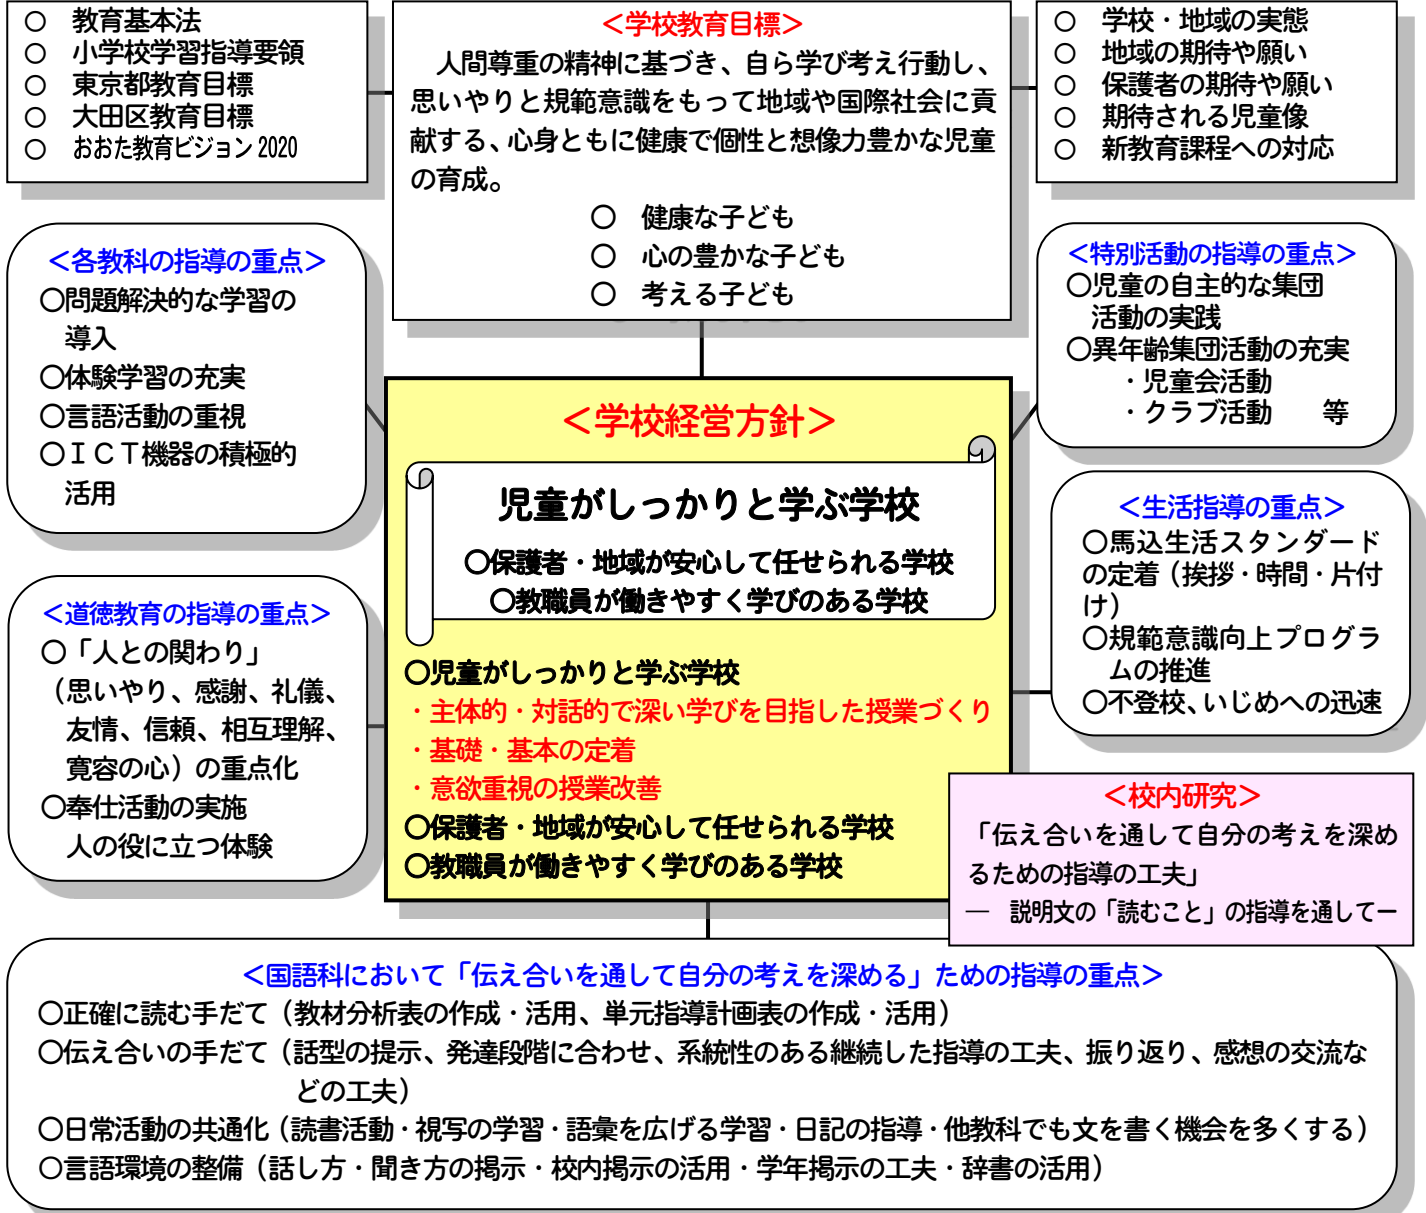 ○　教育基本法
○　小学校学習指導要領
○　東京都教育目標
○　大田区教育目標
○　おおた教育ビジョン2020
＜学校教育目標＞
人間尊重の精神に基づき、自ら学び考え行動し、
思いやりと規範意識をもって地域や国際社会に貢
献する、心身ともに健康で個性と想像力豊かな児童
の育成。
○　健康な子ども
○　心の豊かな子ども
○　考える子ども
○　学校・地域の実態
○　地域の期待や願い
○　保護者の期待や願い
○　期待される児童像
○　新教育課程への対応
＜各教科の指導の重点＞
○問題解決的な学習の
導入
○体験学習の充実
○言語活動の重視
○ＩＣＴ機器の積極的
活用
＜特別活動の指導の重点＞
○児童の自主的な集団
活動の実践
○異年齢集団活動の充実
・児童会活動
・クラブ活動　　等
＜学校経営方針＞
児童がしっかりと学ぶ学校
○保護者・地域が安心して任せられる学校
○教職員が働きやすく学びのある学校
○児童がしっかりと学ぶ学校
・主体的・対話的で深い学びを目指した授業づくり
・基礎・基本の定着
・意欲重視の授業改善
○保護者・地域が安心して任せられる学校
○教職員が働きやすく学びのある学校
＜道徳教育の指導の重点＞
○「人との関わり」
（思いやり、感謝、礼儀、
友情、信頼、相互理解、
寛容の心）の重点化
○奉仕活動の実施
人の役に立つ体験
＜生活指導の重点＞
○馬込生活スタンダード
の定着（挨拶・時間・片付
け）
○規範意識向上プログラ
ムの推進
○不登校、いじめへの迅速
＜校内研究＞
「伝え合いを通して自分の考えを深め
るための指導の工夫」
―　説明文の「読むこと」の指導を通してー
＜国語科において「伝え合いを通して自分の考えを深める」ための指導の重点＞
○正確に読む手だて（教材分析表の作成・活用、単元指導計画表の作成・活用）
○伝え合いの手だて（話型の提示、発達段階に合わせ、系統性のある継続した指導の工夫、振り返り、感想の交流な
どの工夫）
○日常活動の共通化（読書活動・視写の学習・語彙を広げる学習・日記の指導・他教科でも文を書く機会を多くする）
○言語環境の整備（話し方・聞き方の掲示・校内掲示の活用・学年掲示の工夫・辞書の活用）